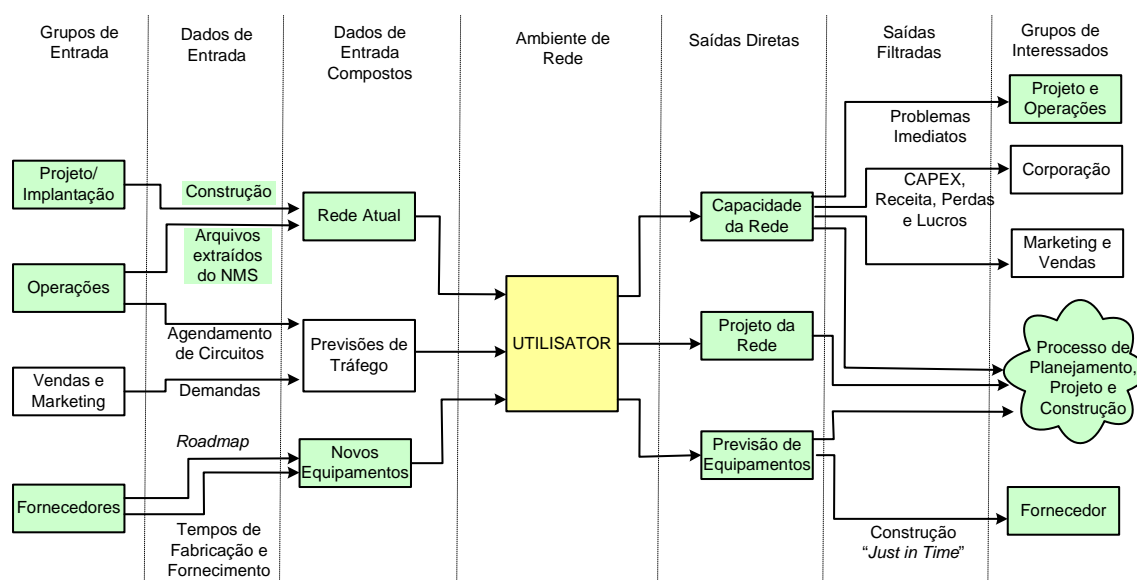 Grupos de
Entrada
Dados de
Entrada
Dados de
Entrada
Compostos
Ambiente de
Rede
Saídas Diretas
Saídas
Filtradas
Grupos de
Interessados
Projeto/
Implantação
Operações
Vendas e
Marketing
Fornecedores
Construção
Arquivos
extraídos
do NMS
Agendamento
de Circuitos
Demandas
Roadmap
Tempos de
Fabricação e
Fornecimento
Rede Atual
Previsões de
Tráfego
Novos
Equipamentos
UTILISATOR
Capacidade
da Rede
Projeto da
Rede
Previsão de
Equipamentos
Problemas
Imediatos
CAPEX,
Receita, Perdas
e Lucros
Construção
“Just in Time”
Projeto e
Operações
Corporação
Marketing e
Vendas
Processo de
Planejamento,
Projeto e
Construção
Fornecedor